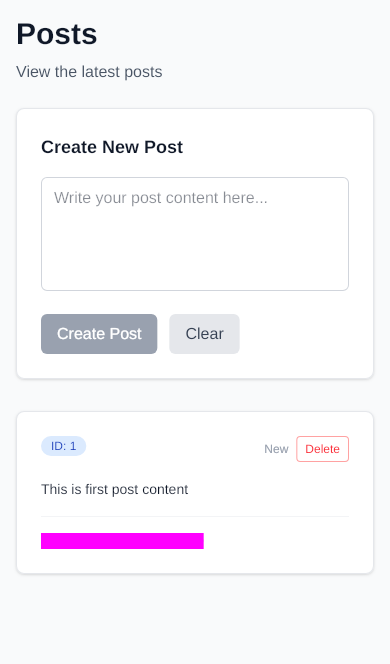 Posts
View the latest posts
Create New Post
Write your post content here...
Create Post Clear
ID: 1 New Delete
This is first post content